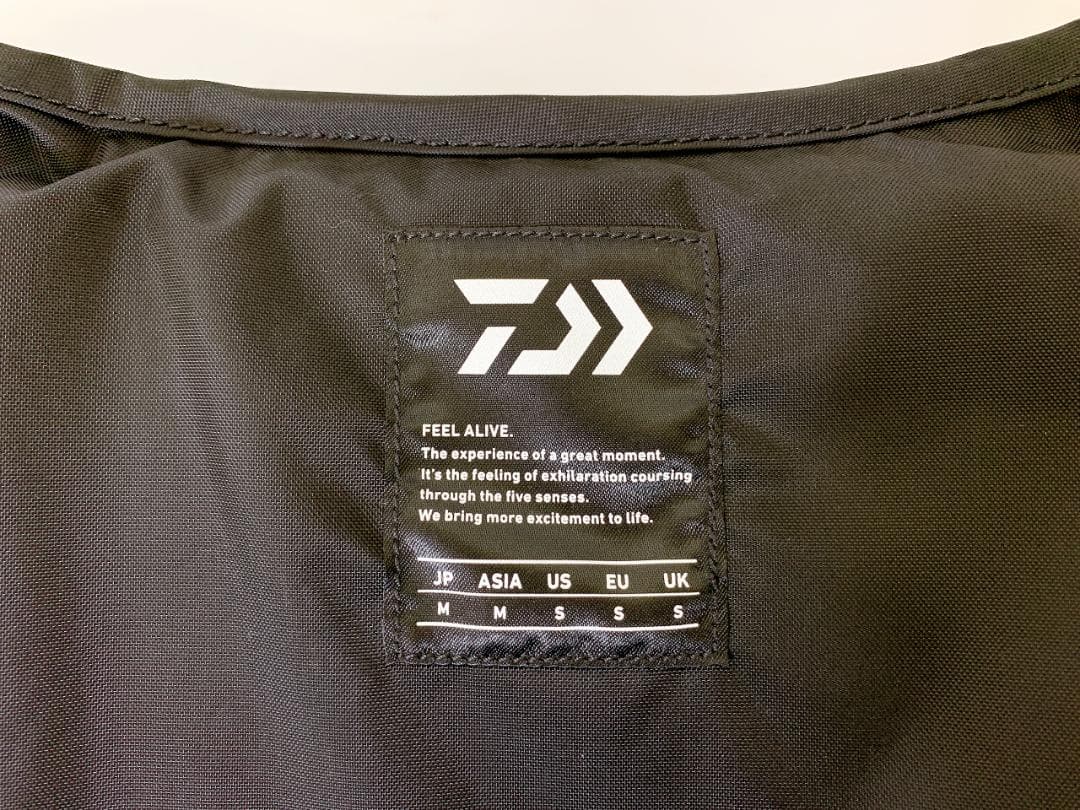 FEEL ALIVE.
The experience of a great moment.
It's the feeling of exhilaration coursing
through the five senses.
We bring more excitement to life.
JP ASIA US EU UK
M M S S S